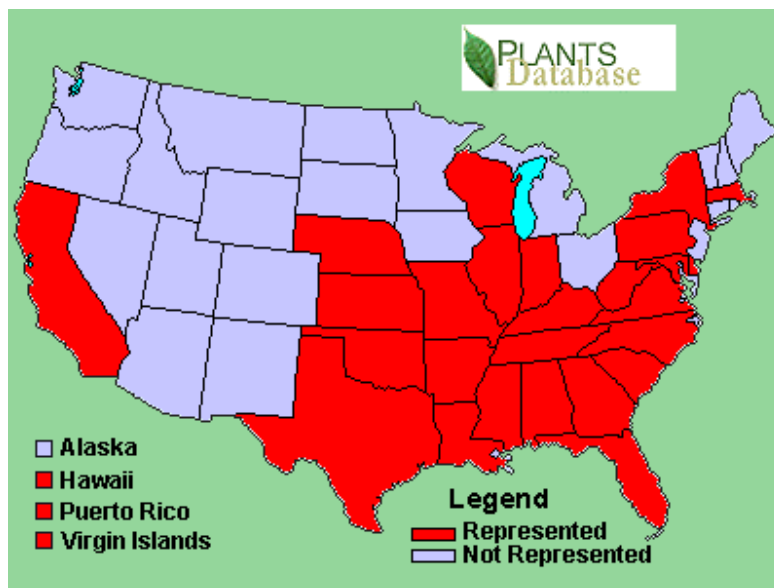 PLANTS
Database
Alaska
Hawaii
Puerto Rico
Virgin Islands
Legend
Represented
Not Represented